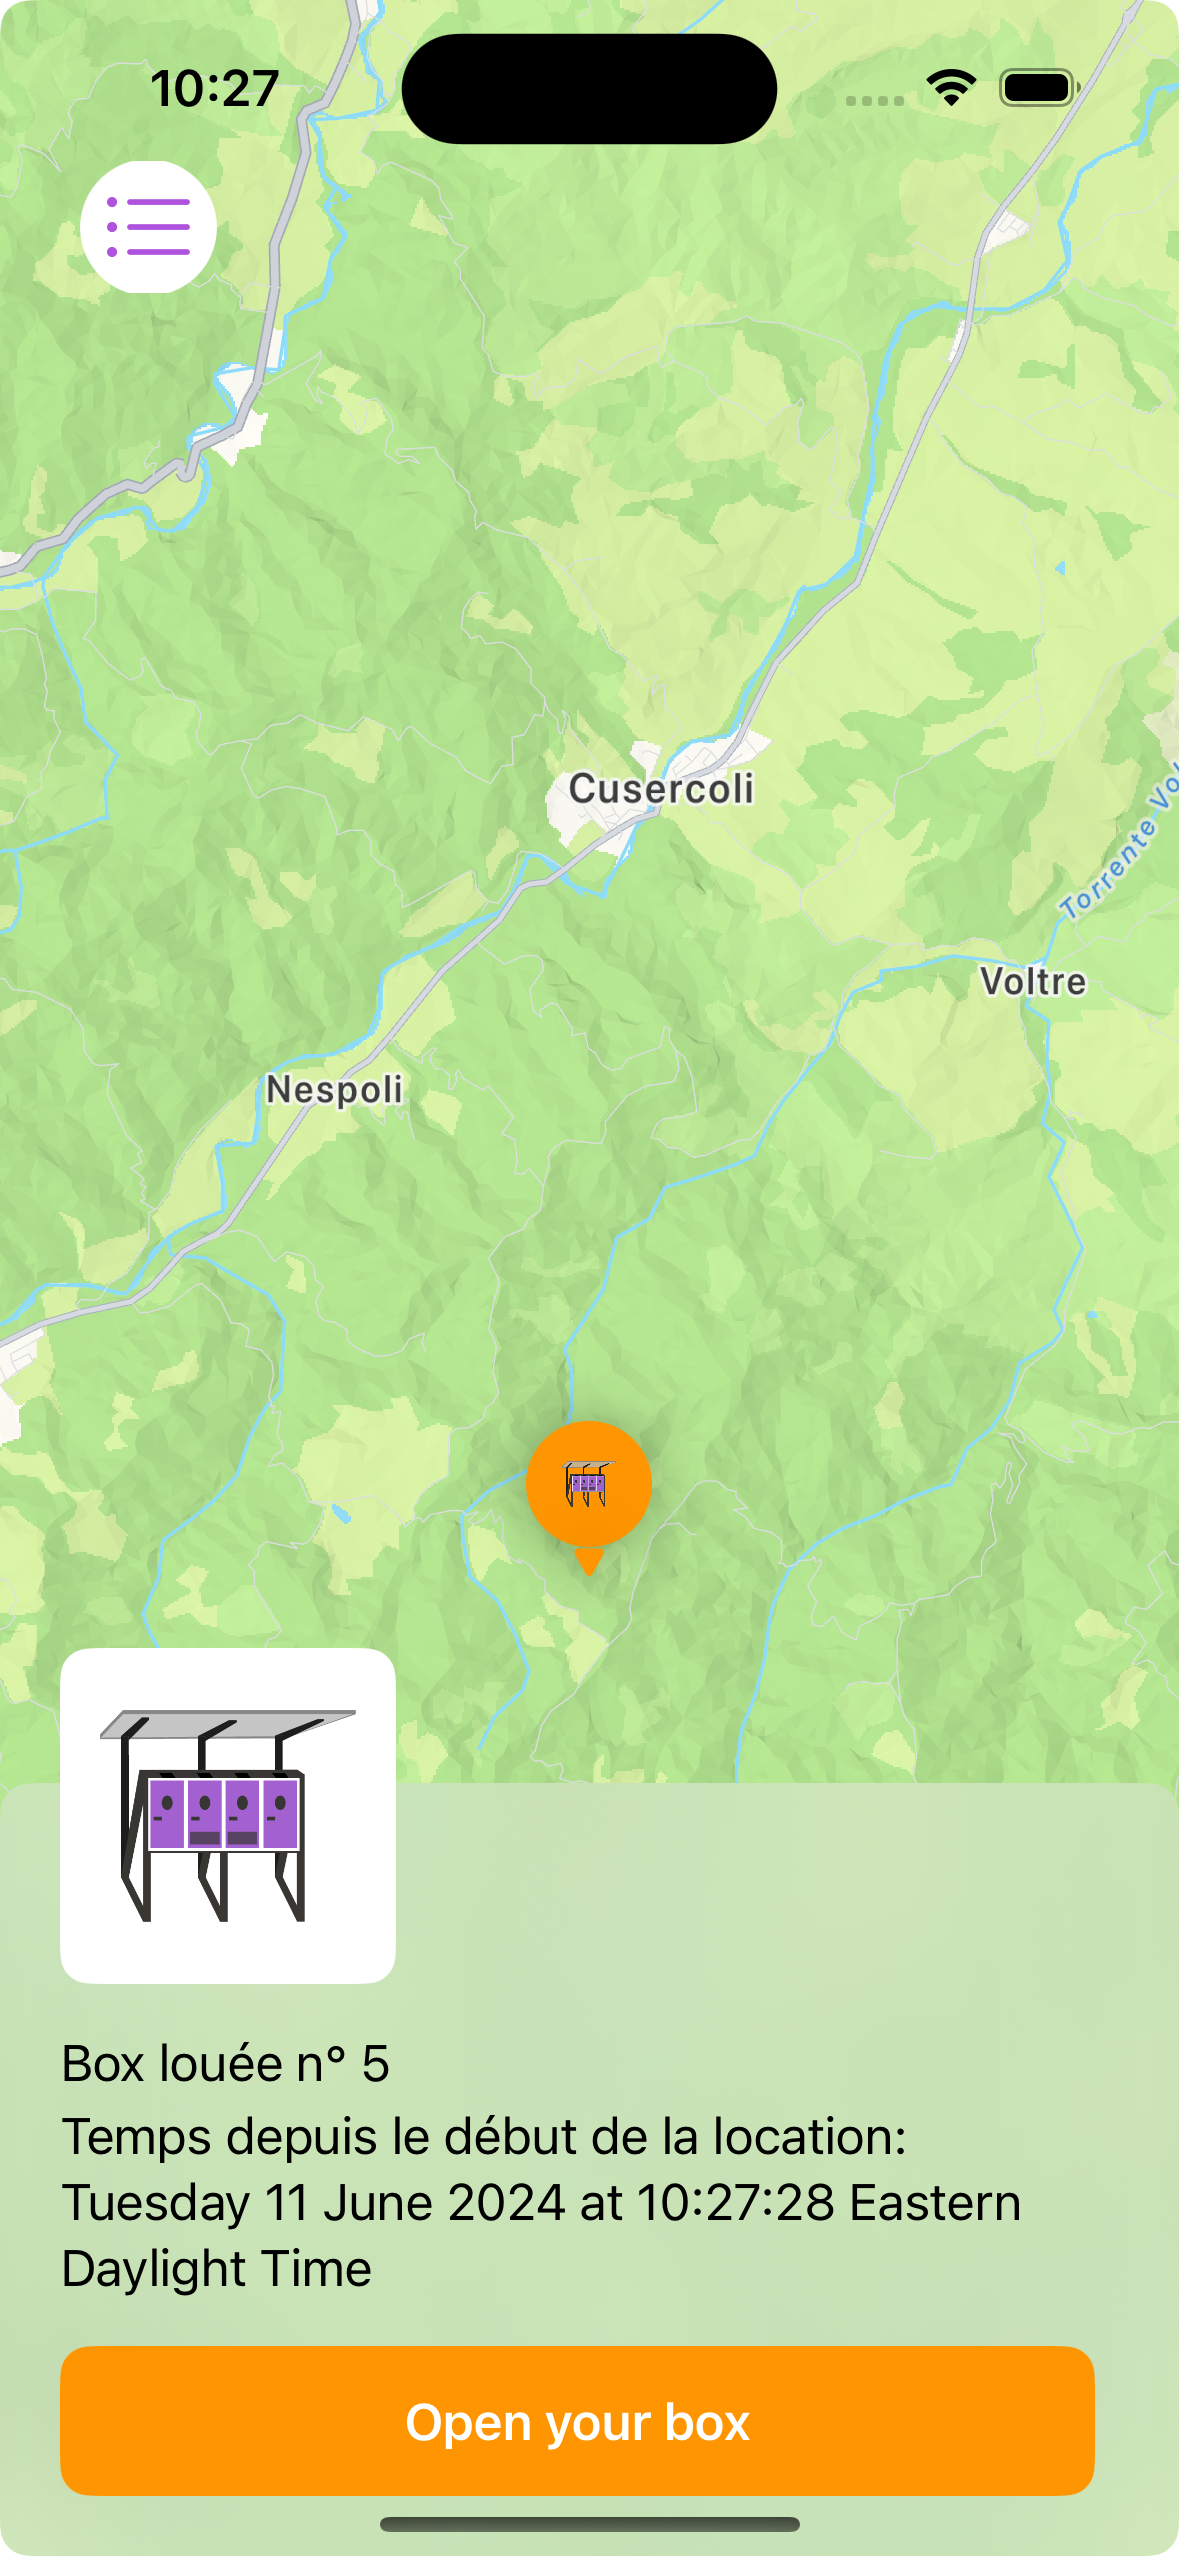 10:27
Cusercoli
Torrente Vol
Voltre
Nespoli
Box louée n° 5
Temps depuis le début de la location:
Tuesday 11 June 2024 at 10:27:28 Eastern
Daylight Time
Open your box